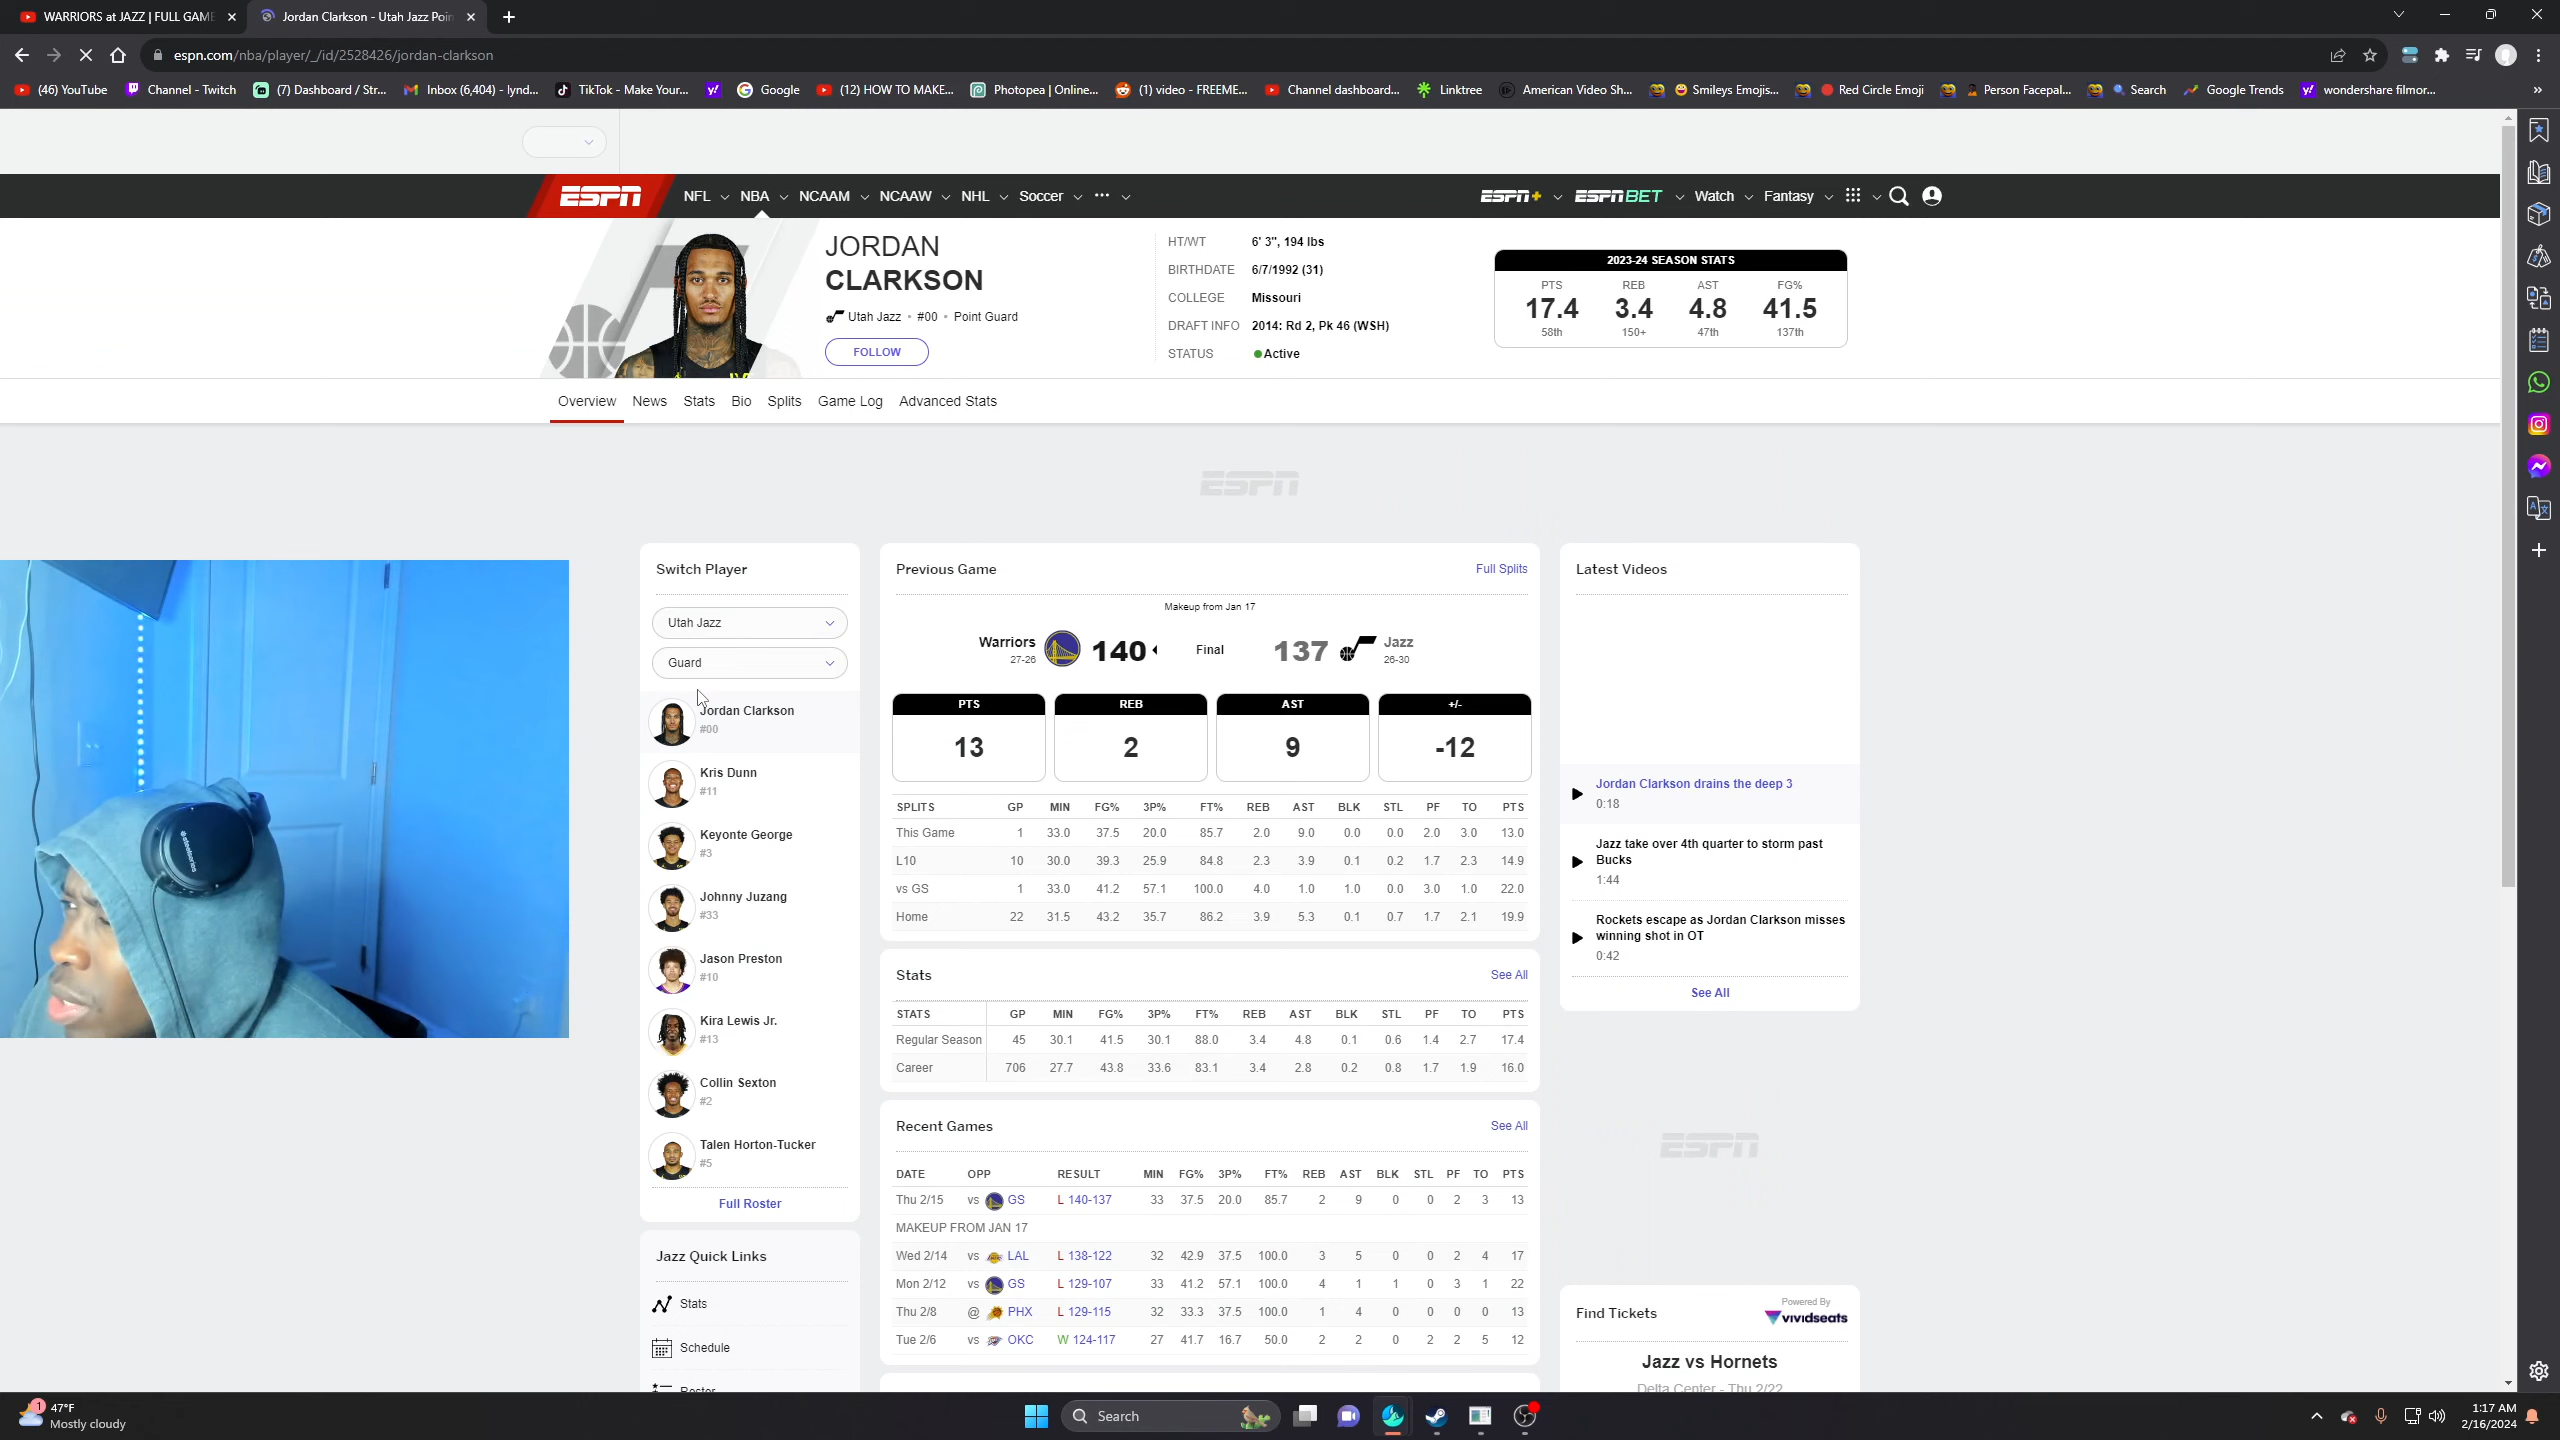 WARRIORS at JAZZ | FULL GAME
Jordan Clarkson - Utah Jazz Poin
espn.com/nba/player/_/id/2528426/jordan-clarkson
(46) YouTube
Channel - Twitch
(7) Dashboard / Str...
Inbox (6,404) - lynd...
TikTok - Make Your...
Google
(12) HOW TO MAKE...
Photopea | Online...
(1) video - FREEME...
Channel dashboard...
Linktree
American Video Sh...
Smileys Emojis...
Red Circle Emoji
Person Facepal...
Search
Google Trends
wondershare filmor...
ESPN NFL NBA NCAAM NCAAW NHL Soccer ESPN+ ESPN BET Watch Fantasy
JORDAN
CLARKSON
Utah Jazz • #00 • Point Guard
FOLLOW
HT/WT 6' 3", 194 lbs
BIRTHDATE 6/7/1992 (31)
COLLEGE Missouri
DRAFT INFO 2014: Rd 2, Pk 46 (WSH)
STATUS Active
2023-24 SEASON STATS
PTS REB AST FG%
17.4 3.4 4.8 41.5
58th 150+ 47th 137th
Overview News Stats Bio Splits Game Log Advanced Stats
ESPN
Switch Player
Utah Jazz
Guard
Jordan Clarkson
#00
Kris Dunn
#11
Keyonte George
#3
Johnny Juzang
#33
Jason Preston
#10
Kira Lewis Jr.
#13
Collin Sexton
#2
Talen Horton-Tucker
#5
Full Roster
Jazz Quick Links
Stats
Schedule
Roster
Previous Game Full Splits
Makeup from Jan 17
Warriors 140 Final 137 Jazz
27-26 26-30
PTS REB AST +/-
13 2 9 -12
SPLITS GP MIN FG% 3P% FT% REB AST BLK STL PF TO PTS
This Game 1 33.0 37.5 20.0 85.7 2.0 9.0 0.0 0.0 2.0 3.0 13.0
L10 10 30.0 39.3 25.9 84.8 2.3 3.9 0.1 0.2 1.7 2.3 14.9
vs GS 1 33.0 41.2 57.1 100.0 4.0 1.0 1.0 0.0 3.0 1.0 22.0
Home 22 31.5 43.2 35.7 86.2 3.9 5.3 0.1 0.7 1.7 2.1 19.9
Stats See All
STATS GP MIN FG% 3P% FT% REB AST BLK STL PF TO PTS
Regular Season 45 30.1 41.5 30.1 88.0 3.4 4.8 0.1 0.6 1.4 2.7 17.4
Career 706 27.7 43.8 33.6 83.1 3.4 2.8 0.2 0.8 1.7 1.9 16.0
Recent Games See All
DATE OPP RESULT MIN FG% 3P% FT% REB AST BLK STL PF TO PTS
Thu 2/15 vs GS L 140-137 33 37.5 20.0 85.7 2 9 0 0 2 3 13
MAKEUP FROM JAN 17
Wed 2/14 vs LAL L 138-122 32 42.9 37.5 100.0 3 5 0 0 2 4 17
Mon 2/12 vs GS L 129-107 33 41.2 57.1 100.0 4 1 1 0 3 1 22
Thu 2/8 @ PHX L 129-115 32 33.3 37.5 100.0 1 4 0 0 0 0 13
Tue 2/6 vs OKC W 124-117 27 41.7 16.7 50.0 2 2 0 2 2 5 12
Latest Videos
Jordan Clarkson drains the deep 3
0:18
Jazz take over 4th quarter to storm past
Bucks
1:44
Rockets escape as Jordan Clarkson misses
winning shot in OT
0:42
See All
ESPN
Find Tickets
Powered By
vividseats
Jazz vs Hornets
Delta Center - Thu 2/22
steelseries
1
47°F
Mostly cloudy
Search
1:17 AM
2/16/2024